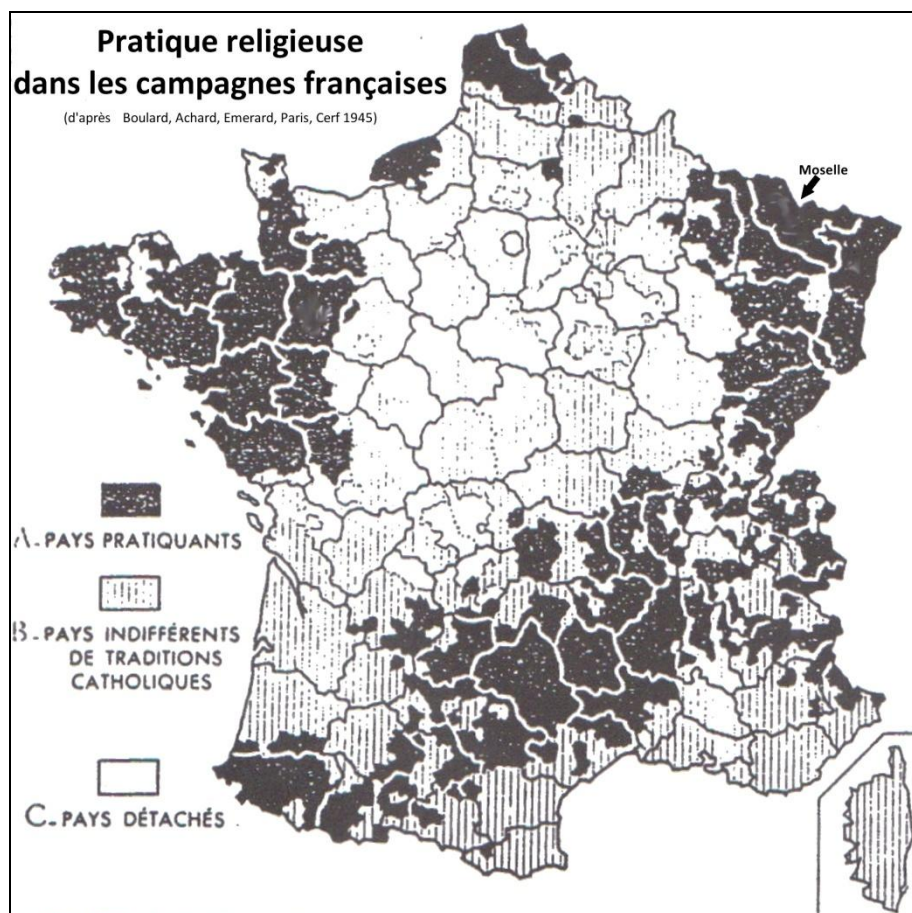 Pratique religieuse
dans les campagnes françaises
(d'après Boulard, Achard, Emerard, Paris, Cerf 1945)
Moselle
A-PAYS PRATIQUANTS
B-PAYS INDIFFÉRENTS
DE TRADITIONS
CATHOLIQUES
C-PAYS DÉTACHÉS